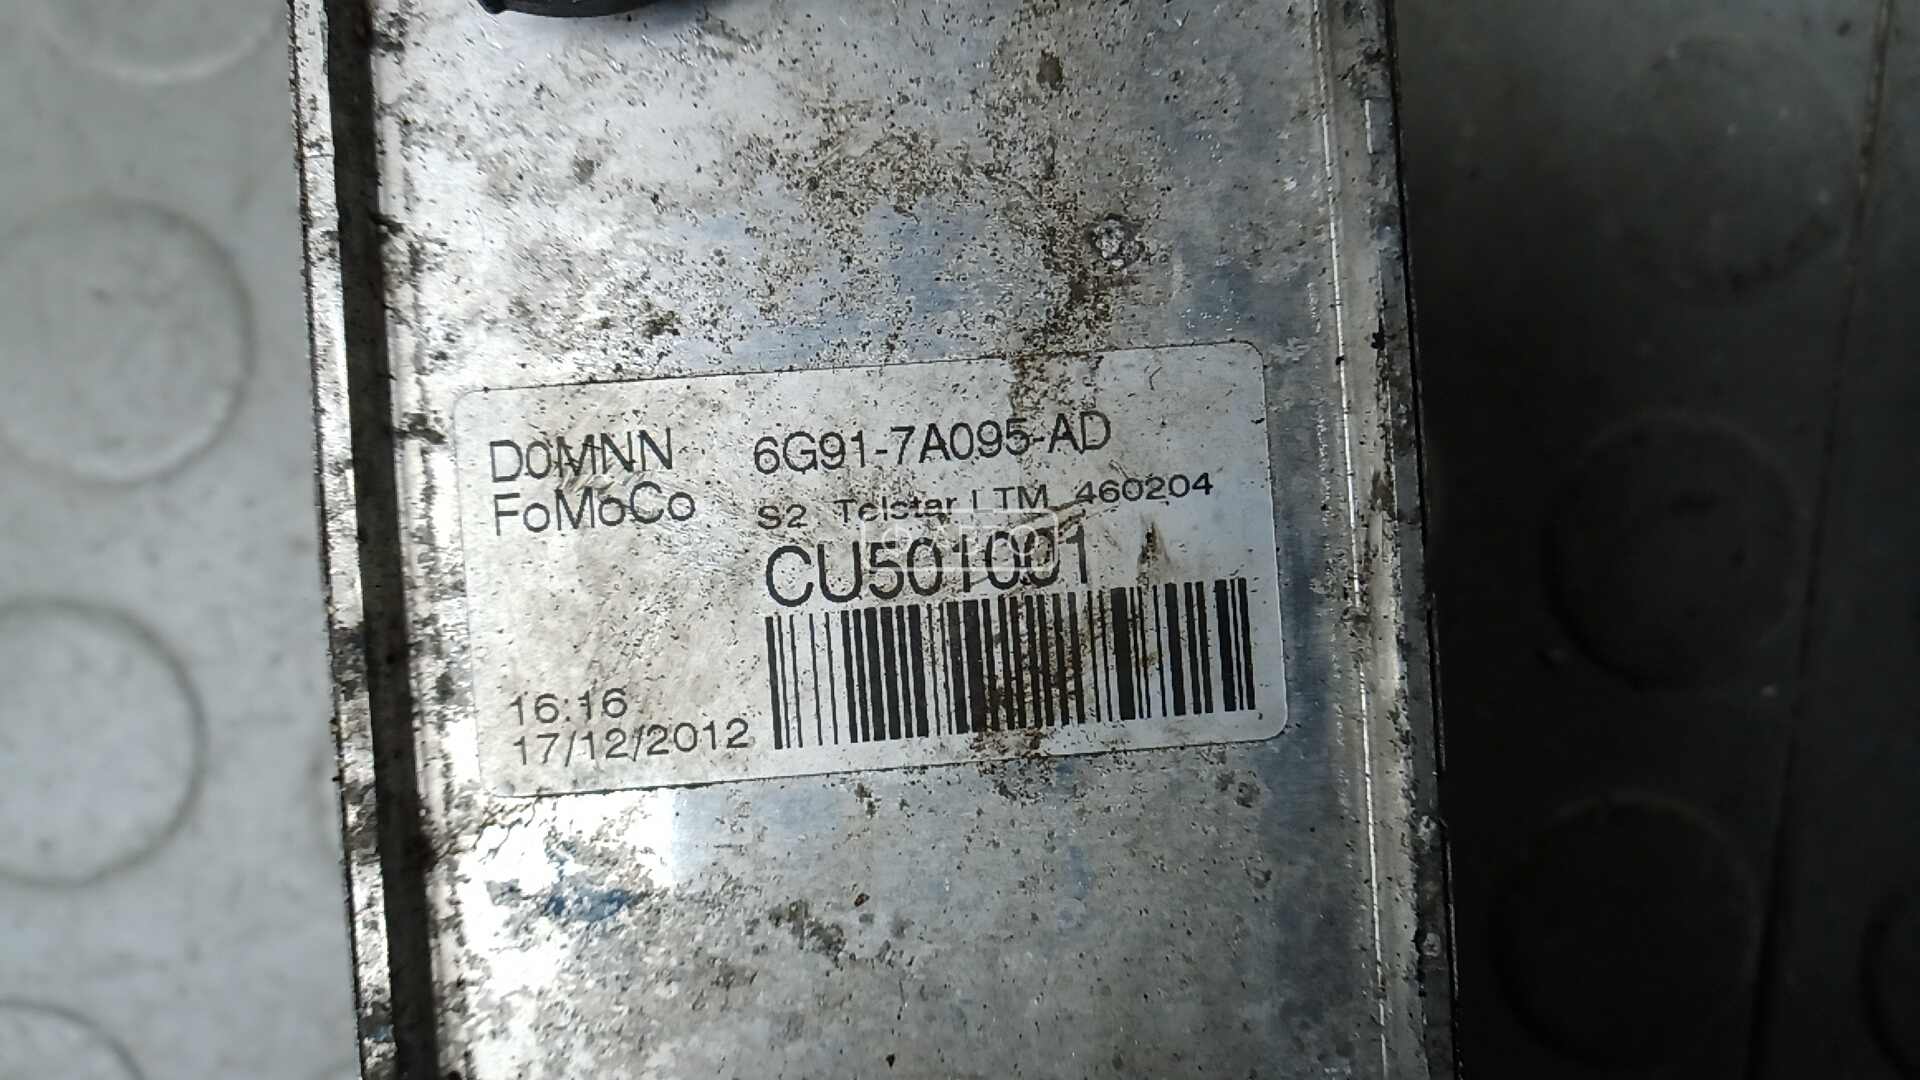 D0MNN 6G91-7A095-AD
FoMoCo S2 Telstar LTM 460204
CU501001
16:16
17/12/2012